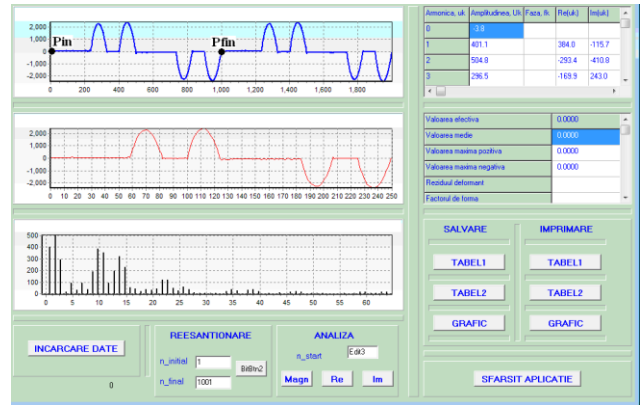 2,000
1,000
0
-1,000
-2,000
Pin
Pfin
0 200 400 600 800 1,000 1,200 1,400 1,600 1,800
Armonica, uk Amplitudinea, Uk Faza, fk Re(uk) Im(uk)
0 -3.8
1 401.1 384.0 -115.7
2 504.8 -293.4 -410.8
3 296.5 -169.9 243.0
2,000
1,000
0
-1,000
-2,000
0 10 20 30 40 50 60 70 80 90 100 110 120 130 140 150 160 170 180 190 200 210 220 230 240 250
Valoarea efectiva 0.0000
Valoarea medie 0.0000
Valoarea maxima pozitiva 0.0000
Valoarea maxima negativa 0.0000
Reziduul deformant
Factorul de forma
500
400
300
200
100
0
0 5 10 15 20 25 30 35 40 45 50 55 60
SALVARE IMPRIMARE
TABEL1 TABEL1
TABEL2 TABEL2
GRAFIC GRAFIC
INCARCARE DATE
0
REESANTIONARE
n_initial 1
n_final 1001
BitBtn2
ANALIZA
n_start Edit3
Magn Re Im
SFARSIT APLICATIE